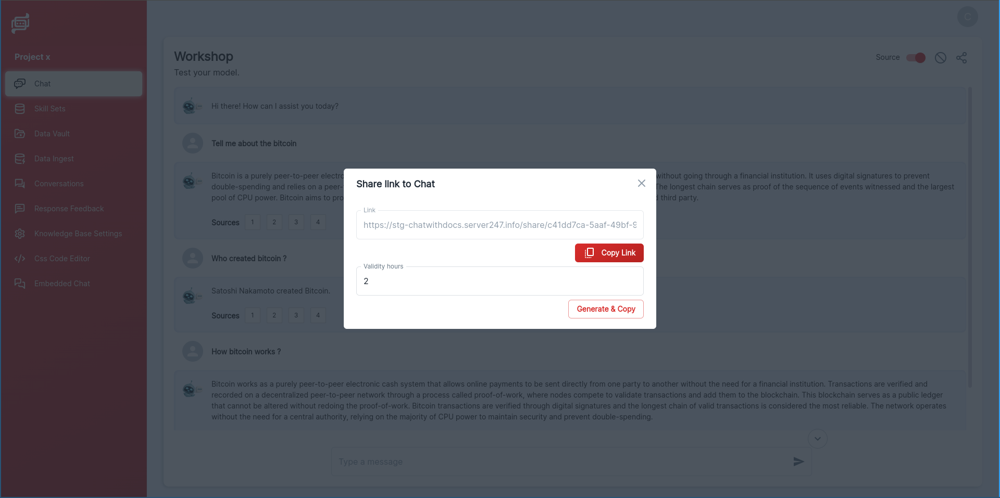 C
Project x
Chat
Skill Sets
Data Vault
Data Ingest
Conversations
Response Feedback
Knowledge Base Settings
Css Code Editor
Embedded Chat
Workshop
Test your model.
Source
Hi there! How can I assist you today?
Tell me about the bitcoin
Bitcoin is a purely peer-to-peer electro
without going through a financial institution. It uses digital signatures to prevent
double-spending and relies on a peer-
The longest chain serves as proof of the sequence of events witnessed and the largest
pool of CPU power. Bitcoin aims to pro
d third party.
Sources 1 2 3 4
Who created bitcoin ?
Satoshi Nakamoto created Bitcoin.
Sources 1 2 3 4
How bitcoin works ?
Bitcoin works as a purely peer-to-peer electronic cash system that allows online payments to be sent directly from one party to another without the need for a financial institution. Transactions are verified and
recorded on a decentralized peer-to-peer network through a process called proof-of-work, where nodes compete to validate transactions and add them to the blockchain. This blockchain serves as a public ledger
that cannot be altered without redoing the proof-of-work. Bitcoin transactions are verified through digital signatures and the longest chain of valid transactions is considered the most reliable. The network operates
without the need for a central authority, relying on the majority of CPU power to maintain security and prevent double-spending.
Type a message
Share link to Chat
Link
https://stg-chatwithdocs.server247.info/share/c41dd7ca-5aaf-49bf-9
Copy Link
Validity hours
2
Generate & Copy